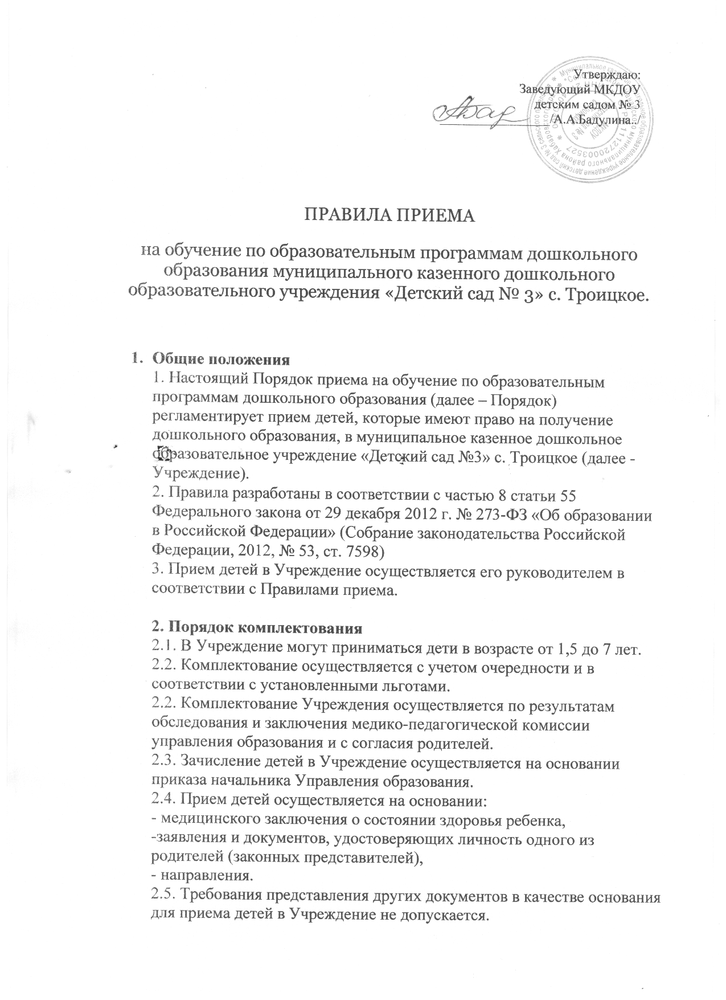 Утверждаю:
Заведующий МКДОУ
детским садом № 3
/А.А.Бадулина../
ПРАВИЛА ПРИЕМА
на обучение по образовательным программам дошкольного
образования муниципального казенного дошкольного
образовательного учреждения «Детский сад № 3» с. Троицкое.
1. Общие положения
1. Настоящий Порядок приема на обучение по образовательным
программам дошкольного образования (далее – Порядок)
регламентирует прием детей, которые имеют право на получение
дошкольного образования, в муниципальное казенное дошкольное
образовательное учреждение «Детский сад №3» с. Троицкое (далее -
Учреждение).
2. Правила разработаны в соответствии с частью 8 статьи 55
Федерального закона от 29 декабря 2012 г. № 273-ФЗ «Об образовании
в Российской Федерации» (Собрание законодательства Российской
Федерации, 2012, № 53, ст. 7598)
3. Прием детей в Учреждение осуществляется его руководителем в
соответствии с Правилами приема.
2. Порядок комплектования
2.1. В Учреждение могут приниматься дети в возрасте от 1,5 до 7 лет.
2.2. Комплектование осуществляется с учетом очередности и в
соответствии с установленными льготами.
2.2. Комплектование Учреждения осуществляется по результатам
обследования и заключения медико-педагогической комиссии
управления образования и с согласия родителей.
2.3. Зачисление детей в Учреждение осуществляется на основании
приказа начальника Управления образования.
2.4. Прием детей осуществляется на основании:
- медицинского заключения о состоянии здоровья ребенка,
-заявления и документов, удостоверяющих личность одного из
родителей (законных представителей),
- направления.
2.5. Требования представления других документов в качестве основания
для приема детей в Учреждение не допускается.